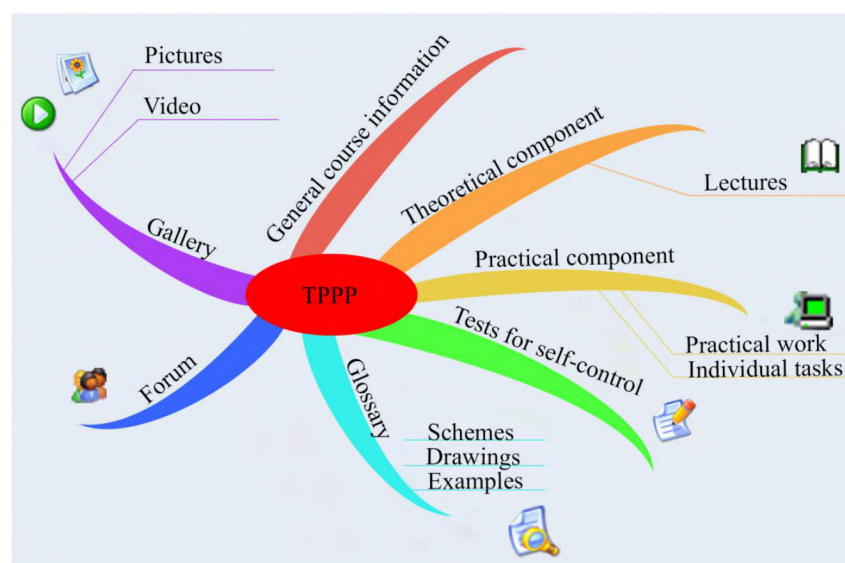 Pictures
Video
Gallery
General course information
Theoretical component
Lectures
Practical component
Practical work
Individual tasks
TPPP
Tests for self-control
Forum
Glossary
Schemes
Drawings
Examples